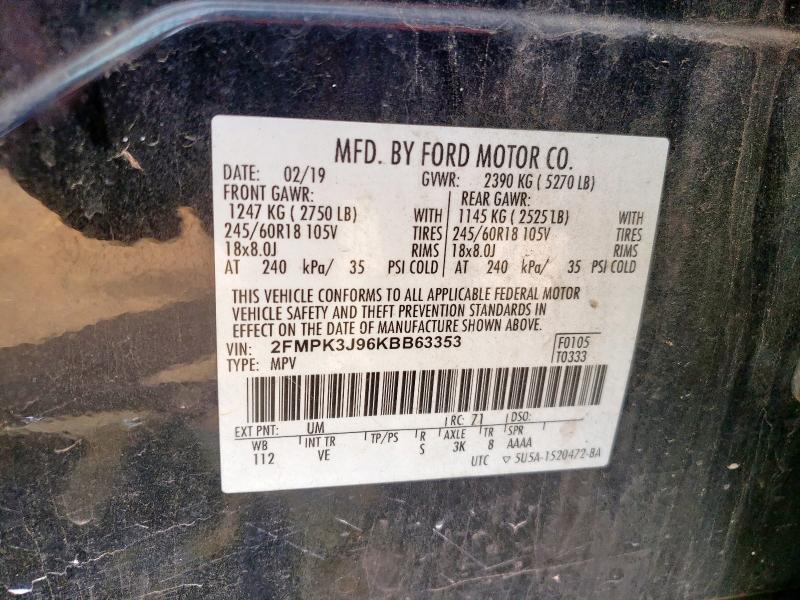 MFD. BY FORD MOTOR CO.
DATE: 02/19 GVWR: 2390 KG ( 5270 LB)
FRONT GAWR: REAR GAWR:
1247 KG ( 2750 LB) WITH 1145 KG ( 2525 LB) WITH
245/60R18 105V TIRES 245/60R18 105V TIRES
18x8.0J RIMS 18x8.0J RIMS
AT 240 kPa/ 35 PSI COLD AT 240 kPa/ 35 PSI COLD
THIS VEHICLE CONFORMS TO ALL APPLICABLE FEDERAL MOTOR
VEHICLE SAFETY AND THEFT PREVENTION STANDARDS IN
EFFECT ON THE DATE OF MANUFACTURE SHOWN ABOVE.
VIN: 2FMPK3J96KBB63353 F0105
TYPE: MPV T0333
EXT PNT: UM RC: 71 DSO:
WB INT TR TP/PS R AXLE TR SPR
112 VE S 3K 8 AAAA
UTC ▽ 5U5A-1520472-BA